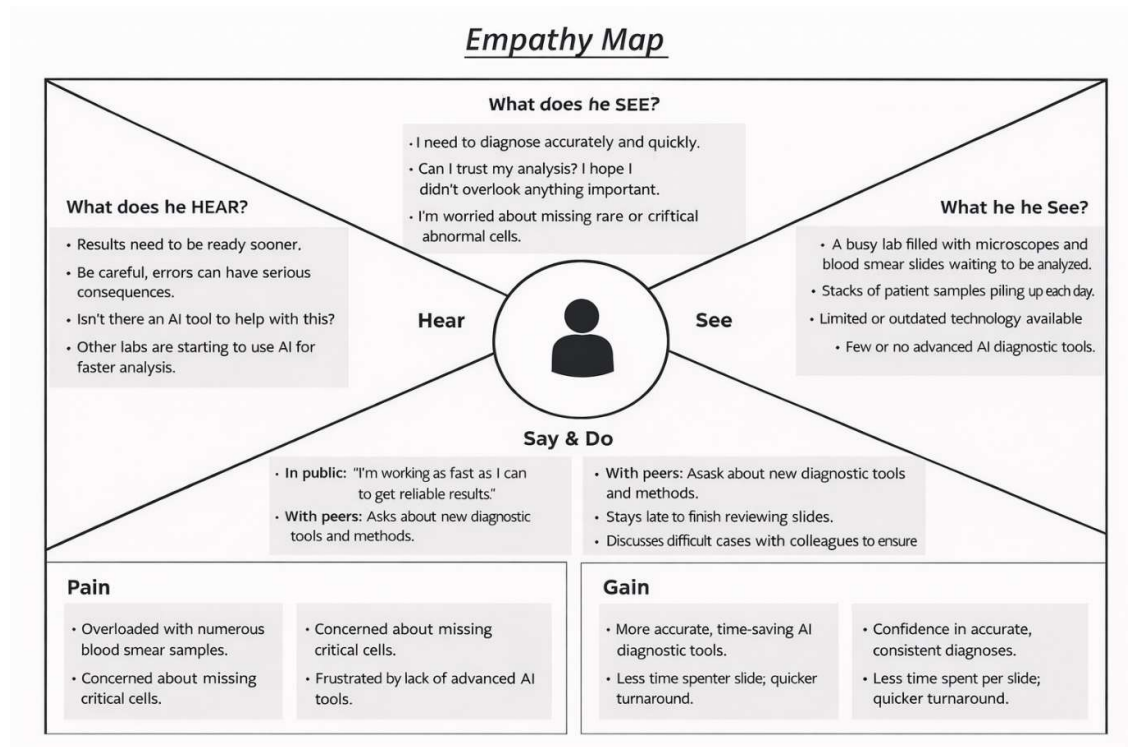 Empathy Map
What does he SEE?
· I need to diagnose accurately and quickly.
· Can I trust my analysis? I hope I
didn't overlook anything important.
· I'm worried about missing rare or criftical
abnormal cells.
What does he HEAR?
· Results need to be ready sooner.
· Be careful, errors can have serious
consequences.
· Isn't there an AI tool to help with this?
· Other labs are starting to use AI for
faster analysis.
What he he See?
· A busy lab filled with microscopes and
blood smear slides waiting to be analyzed.
· Stacks of patient samples piling up each day.
· Limited or outdated technology available
· Few or no advanced AI diagnostic tools.
Hear
See
Say & Do
· In public: "I'm working as fast as I can
to get reliable results."
· With peers: Asks about new diagnostic
tools and methods.
· With peers: Asask about new diagnostic tools
and methods.
· Stays late to finish reviewing slides.
· Discusses difficult cases with colleagues to ensure
Pain
· Overloaded with numerous
blood smear samples.
· Concerned about missing
critical cells.
· Concerned about missing
critical cells.
· Frustrated by lack of advanced AI
tools.
Gain
· More accurate, time-saving AI
diagnostic tools.
· Less time spenter slide; quicker
turnaround.
· Confidence in accurate,
consistent diagnoses.
· Less time spent per slide;
quicker turnaround.